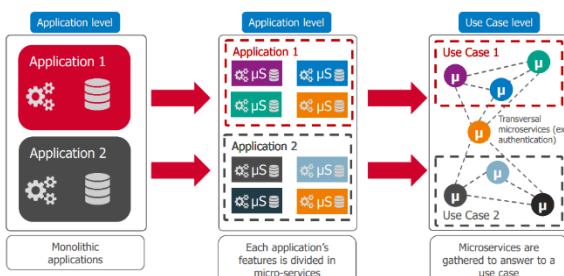 Application level
Application level
Use Case level
Application 1
Application 2
Monolithic
applications
Application 1
µS
µS
µS
µS
Application 2
µS
µS
µS
µS
Each application's
features is divided in
micro-services
Use Case 1
µ
µ
µ
µ
Transversal
microservices (ex
authentication)
µ
µ
µ
Use Case 2
Microservices are
gathered to answer to a
use case